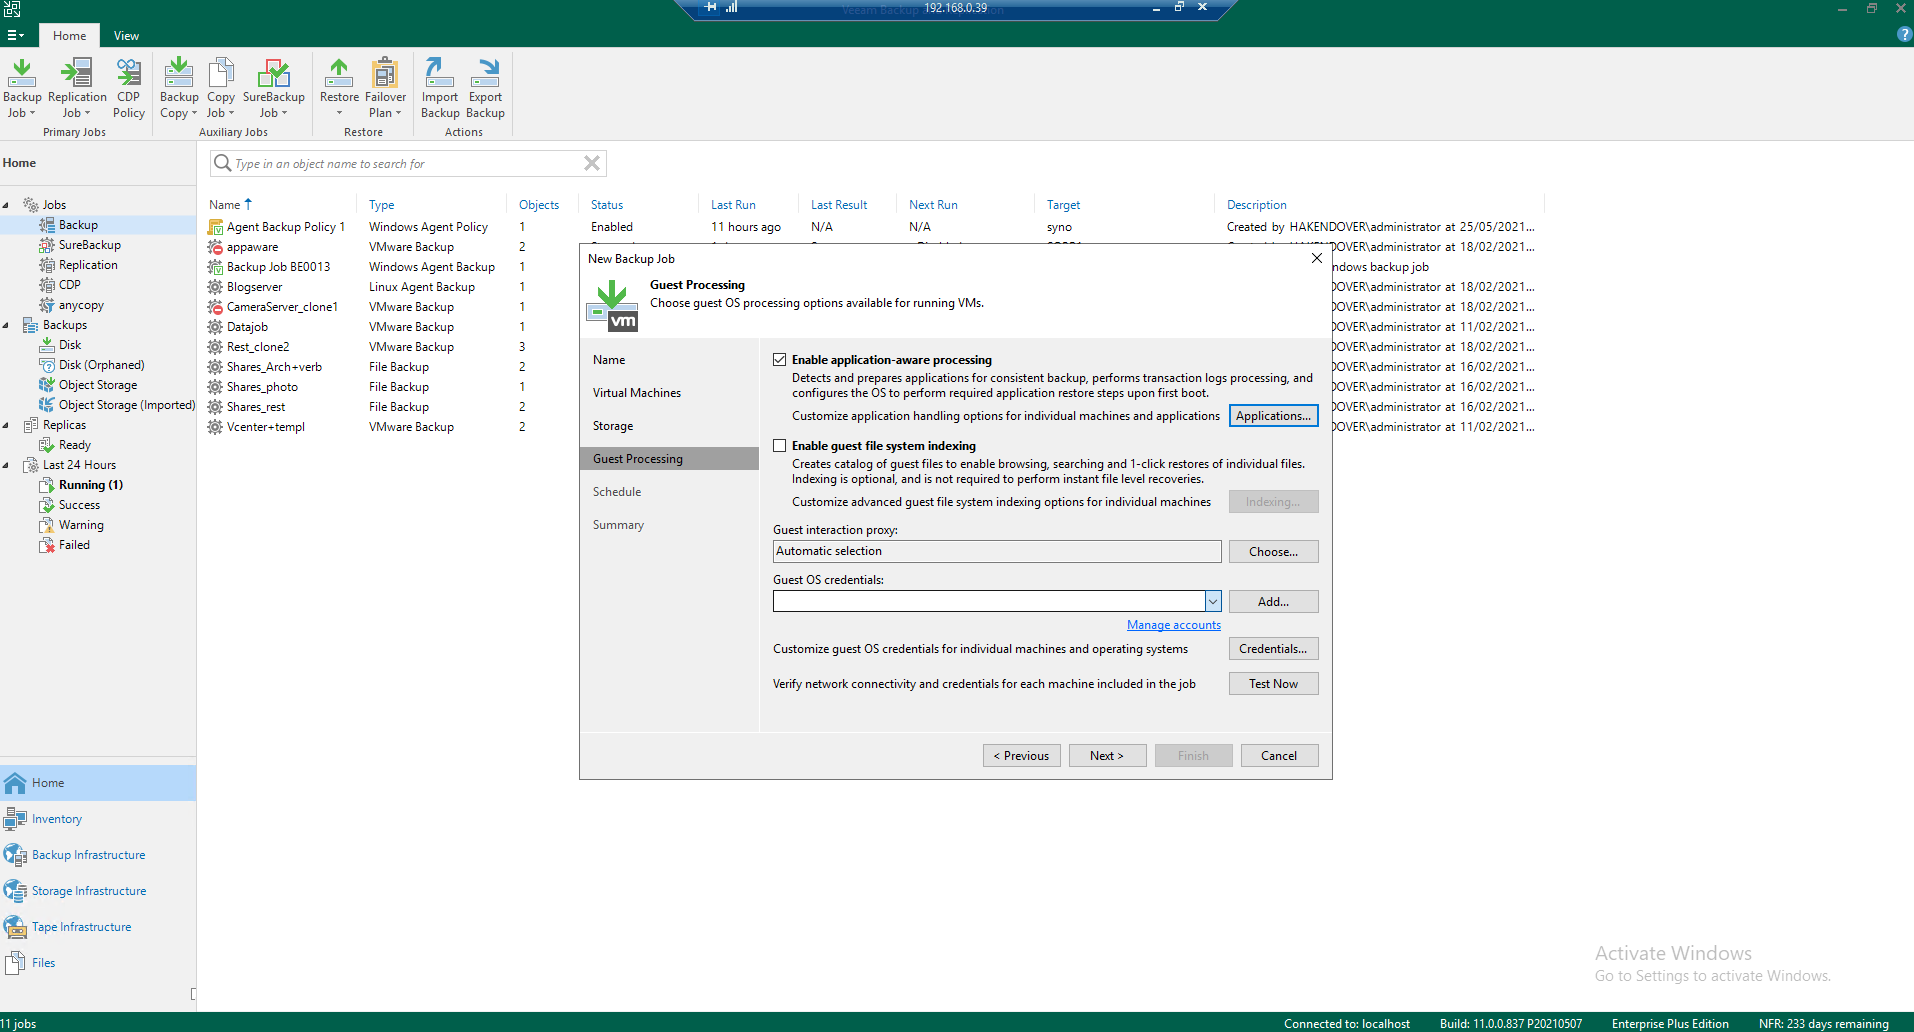 192.168.0.39
Home
View
Backup Job
Replication Job
CDP Policy
Primary Jobs
Backup Copy
Copy Job
SureBackup Job
Auxiliary Jobs
Restore
Failover Plan
Restore
Import Backup
Export Backup
Actions
Home
Jobs
Backup
SureBackup
Replication
CDP
anycopy
Backups
Disk
Disk (Orphaned)
Object Storage
Object Storage (Imported)
Replicas
Ready
Last 24 Hours
Running (1)
Success
Warning
Failed
Home
Inventory
Backup Infrastructure
Storage Infrastructure
Tape Infrastructure
Files
Type in an object name to search for
Name Type Objects Status Last Run Last Result Next Run Target Description
Agent Backup Policy 1 Windows Agent Policy 1 Enabled 11 hours ago N/A N/A syno Created by HAKENDOVER\administrator at 25/05/2021...
appaware VMware Backup 2 DOVER\administrator at 18/02/2021...
Backup Job BE0013 Windows Agent Backup 1 ndows backup job
Blogserver Linux Agent Backup 1 DOVER\administrator at 18/02/2021...
CameraServer_clone1 VMware Backup 1 DOVER\administrator at 18/02/2021...
Datajob VMware Backup 1 DOVER\administrator at 11/02/2021...
Rest_clone2 VMware Backup 3 DOVER\administrator at 18/02/2021...
Shares_Arch+verb File Backup 2 DOVER\administrator at 16/02/2021...
Shares_photo File Backup 1 DOVER\administrator at 16/02/2021...
Shares_rest File Backup 2 DOVER\administrator at 16/02/2021...
Vcenter+templ VMware Backup 2 DOVER\administrator at 11/02/2021...
New Backup Job
vm
Guest Processing
Choose guest OS processing options available for running VMs.
Name
Virtual Machines
Storage
Guest Processing
Schedule
Summary
Enable application-aware processing
Detects and prepares applications for consistent backup, performs transaction logs processing, and
configures the OS to perform required application restore steps upon first boot.
Customize application handling options for individual machines and applications Applications...
Enable guest file system indexing
Creates catalog of guest files to enable browsing, searching and 1-click restores of individual files.
Indexing is optional, and is not required to perform instant file level recoveries.
Customize advanced guest file system indexing options for individual machines Indexing...
Guest interaction proxy:
Automatic selection Choose...
Guest OS credentials:
Add...
Manage accounts
Customize guest OS credentials for individual machines and operating systems Credentials...
Verify network connectivity and credentials for each machine included in the job Test Now
< Previous Next > Finish Cancel
Activate Windows
Go to Settings to activate Windows.
11 jobs Connected to: localhost Build: 11.0.0.837 P20210507 Enterprise Plus Edition NFR: 233 days remaining